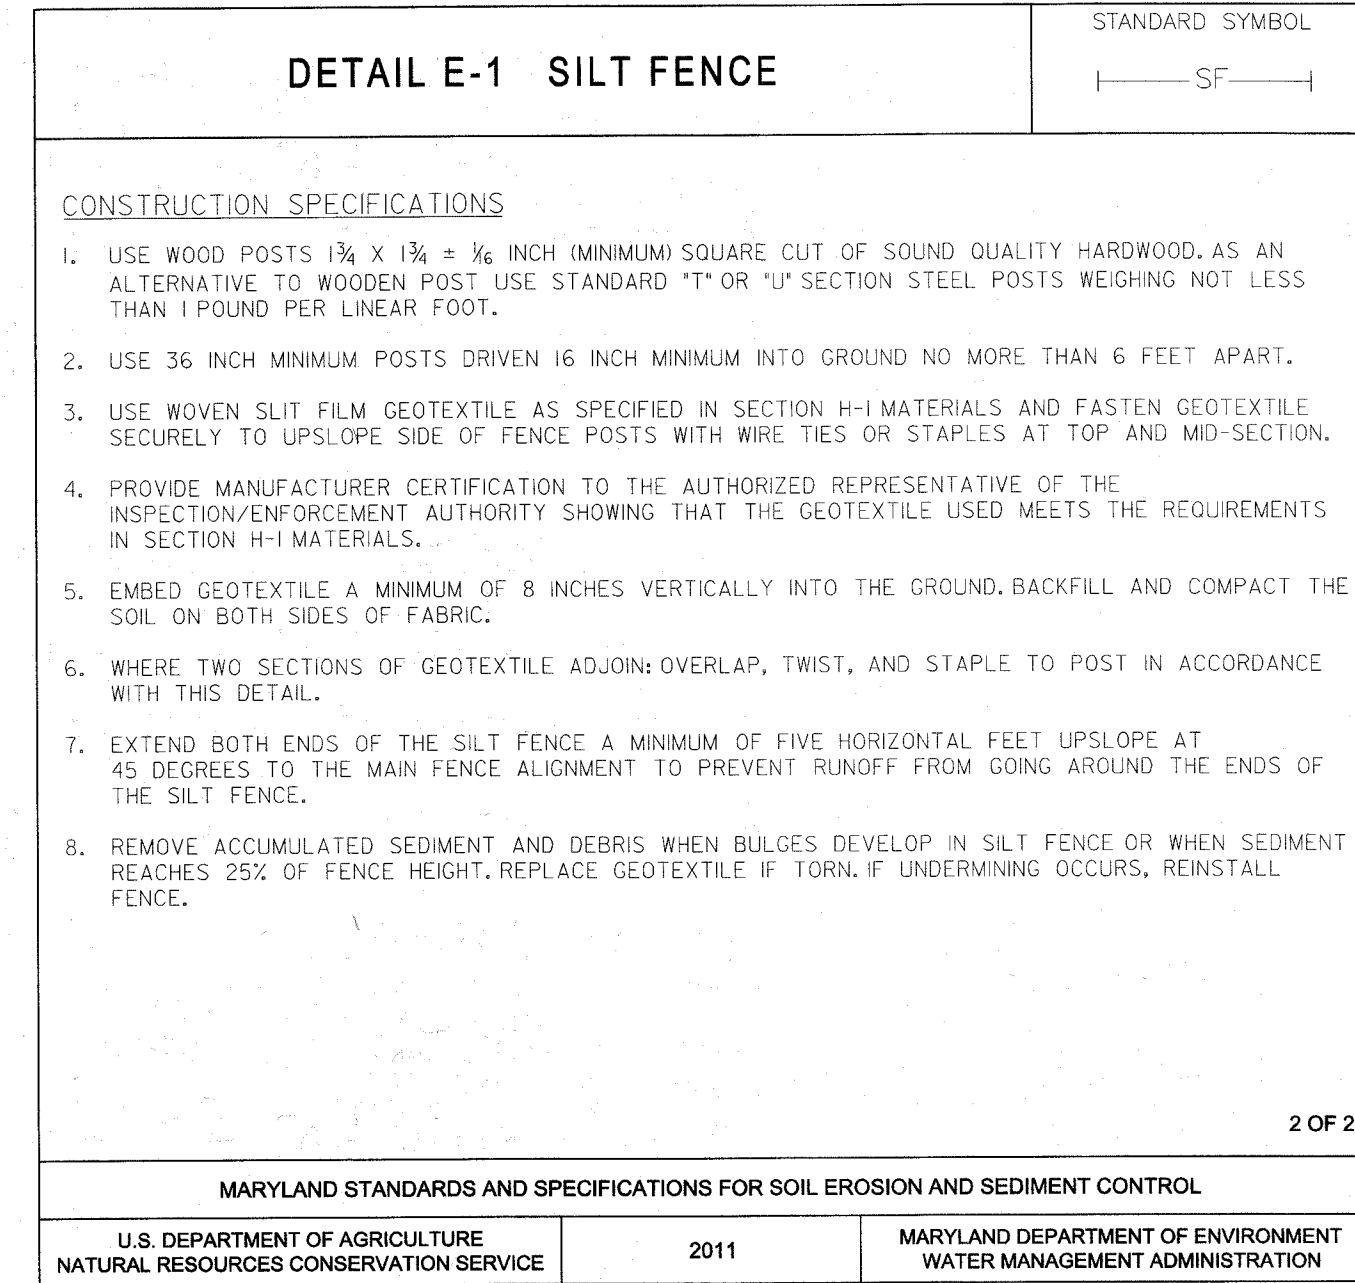 DETAIL E-1 SILT FENCE
STANDARD SYMBOL
SF
CONSTRUCTION SPECIFICATIONS
1. USE WOOD POSTS 1¾ X 1¾ ± 1⁄16 INCH (MINIMUM) SQUARE CUT OF SOUND QUALITY HARDWOOD. AS AN
ALTERNATIVE TO WOODEN POST USE STANDARD "T" OR "U" SECTION STEEL POSTS WEIGHING NOT LESS
THAN 1 POUND PER LINEAR FOOT.
2. USE 36 INCH MINIMUM POSTS DRIVEN 16 INCH MINIMUM INTO GROUND NO MORE THAN 6 FEET APART.
3. USE WOVEN SLIT FILM GEOTEXTILE AS SPECIFIED IN SECTION H-1 MATERIALS AND FASTEN GEOTEXTILE
SECURELY TO UPSLOPE SIDE OF FENCE POSTS WITH WIRE TIES OR STAPLES AT TOP AND MID-SECTION.
4. PROVIDE MANUFACTURER CERTIFICATION TO THE AUTHORIZED REPRESENTATIVE OF THE
INSPECTION/ENFORCEMENT AUTHORITY SHOWING THAT THE GEOTEXTILE USED MEETS THE REQUIREMENTS
IN SECTION H-1 MATERIALS.
5. EMBED GEOTEXTILE A MINIMUM OF 8 INCHES VERTICALLY INTO THE GROUND. BACKFILL AND COMPACT THE
SOIL ON BOTH SIDES OF FABRIC.
6. WHERE TWO SECTIONS OF GEOTEXTILE ADJOIN: OVERLAP, TWIST, AND STAPLE TO POST IN ACCORDANCE
WITH THIS DETAIL.
7. EXTEND BOTH ENDS OF THE SILT FENCE A MINIMUM OF FIVE HORIZONTAL FEET UPSLOPE AT
45 DEGREES TO THE MAIN FENCE ALIGNMENT TO PREVENT RUNOFF FROM GOING AROUND THE ENDS OF
THE SILT FENCE.
8. REMOVE ACCUMULATED SEDIMENT AND DEBRIS WHEN BULGES DEVELOP IN SILT FENCE OR WHEN SEDIMENT
REACHES 25% OF FENCE HEIGHT. REPLACE GEOTEXTILE IF TORN. IF UNDERMINING OCCURS, REINSTALL
FENCE.
2 OF 2
MARYLAND STANDARDS AND SPECIFICATIONS FOR SOIL EROSION AND SEDIMENT CONTROL
U.S. DEPARTMENT OF AGRICULTURE
NATURAL RESOURCES CONSERVATION SERVICE
2011
MARYLAND DEPARTMENT OF ENVIRONMENT
WATER MANAGEMENT ADMINISTRATION